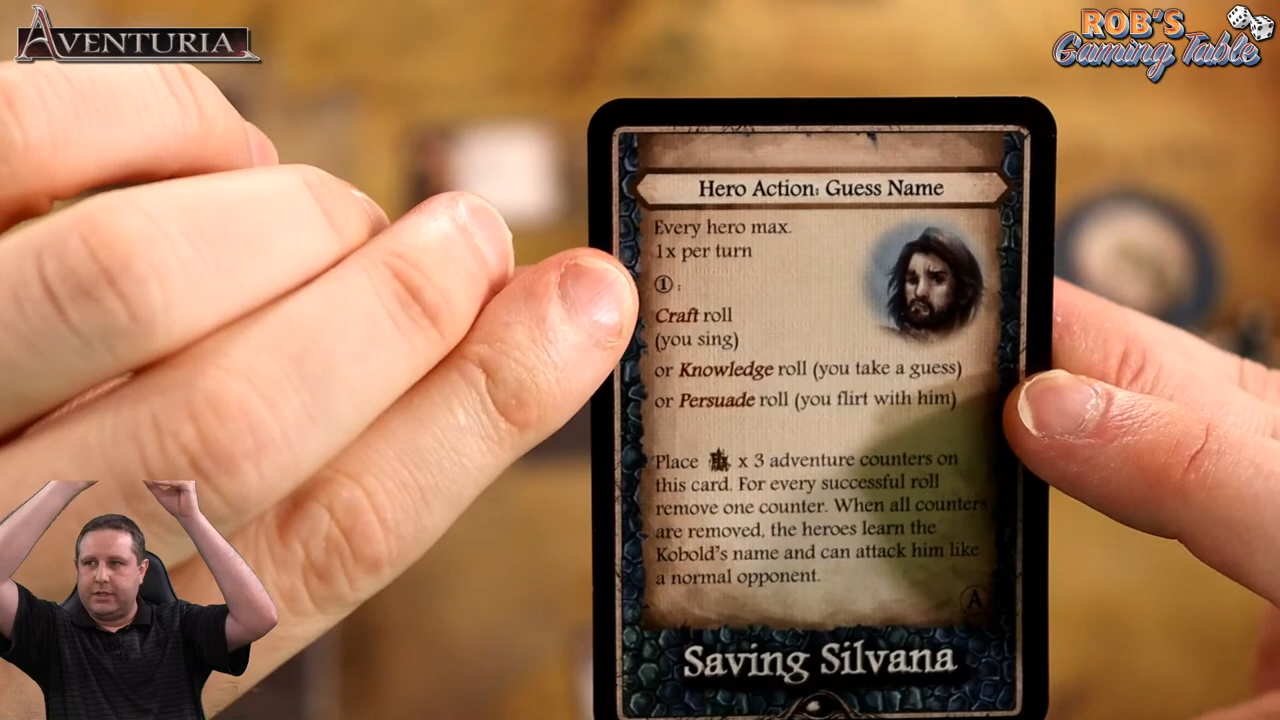 AVENTURIA
ROB'S
Gaming Table
Hero Action: Guess Name
Every hero max.
1x per turn
①:
Craft roll
(you sing)
or Knowledge roll (you take a guess)
or Persuade roll (you flirt with him)
Place x 3 adventure counters on
this card. For every successful roll
remove one counter. When all counters
are removed, the heroes learn the
Kobold's name and can attack him like
a normal opponent.
A
Saving Silvana